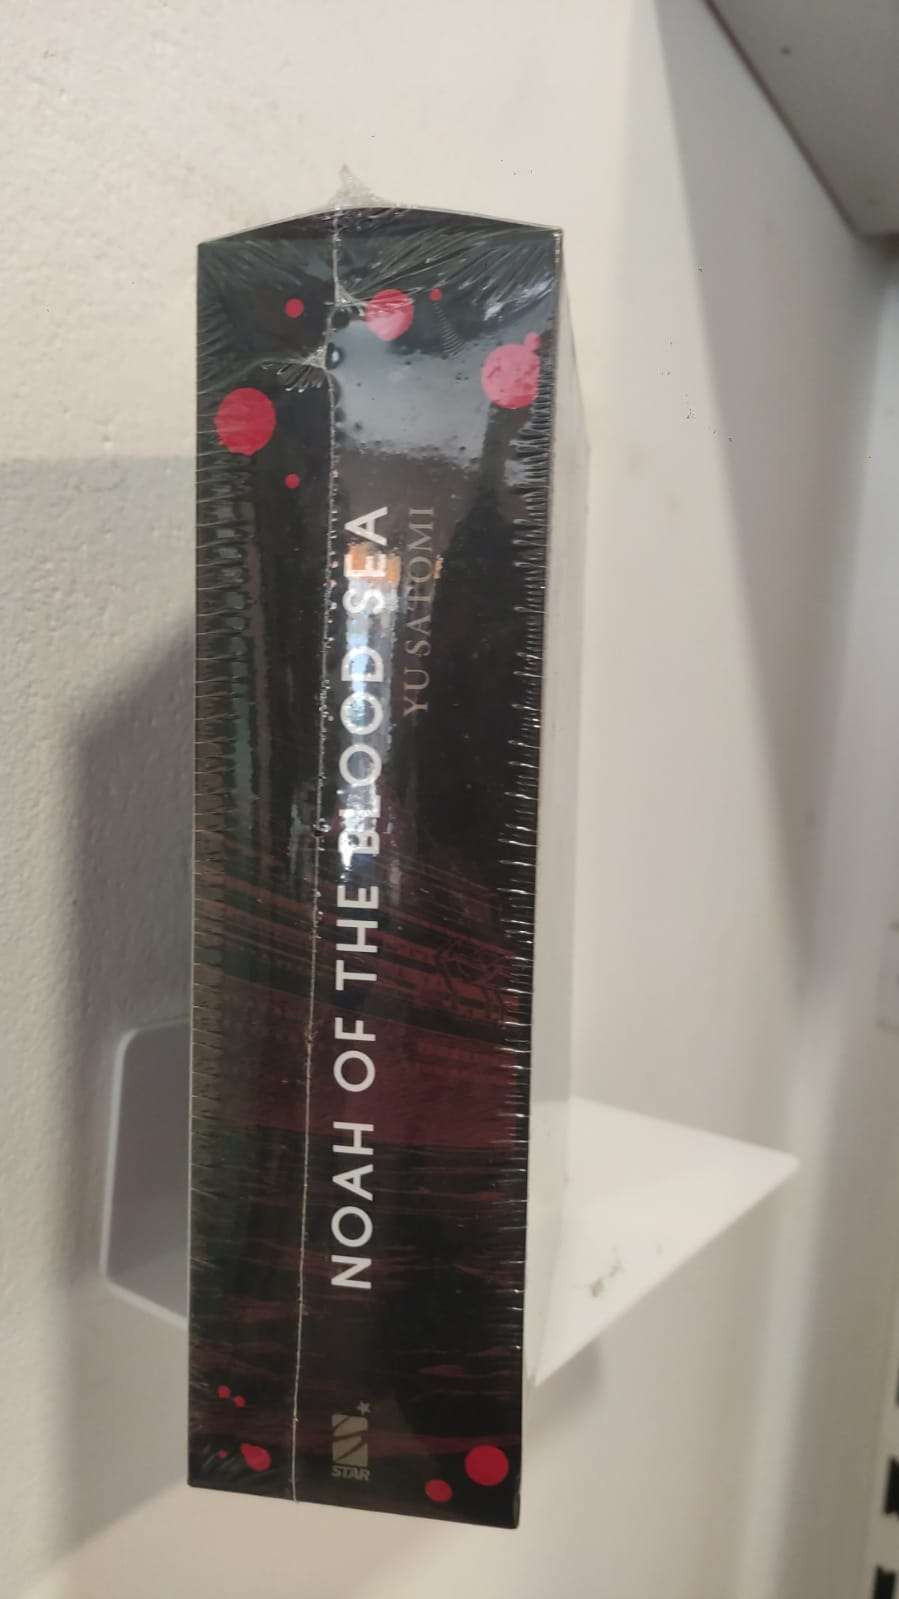 NOAH OF THE BLOOD SEA
YU SATOMI
STAR